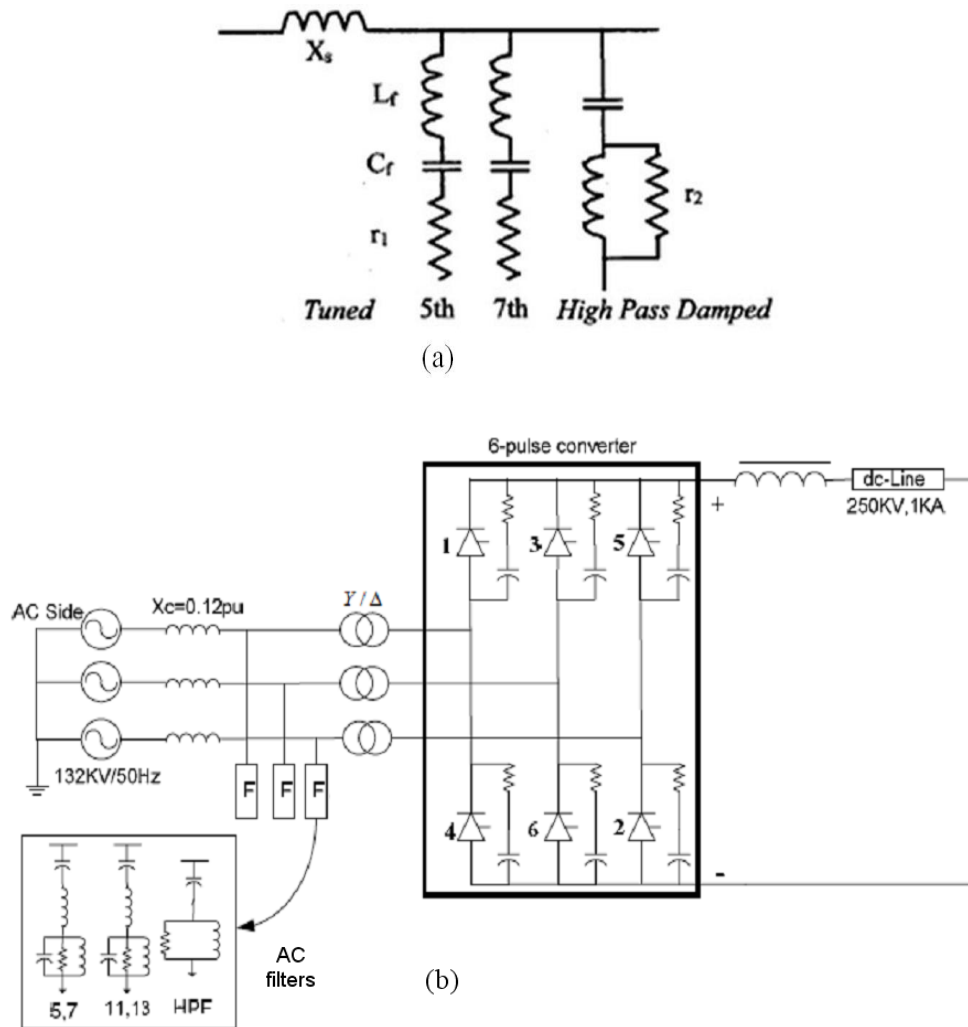 Xs
Lf
Cf
r1
r2
Tuned 5th 7th High Pass Damped
(a)
6-pulse converter
dc-Line
250KV,1KA
+
1
3
5
AC Side
Xc=0.12pu
Y/Δ
132KV/50Hz
F F F
4
6
2
-
AC
filters
5,7 11,13 HPF
(b)